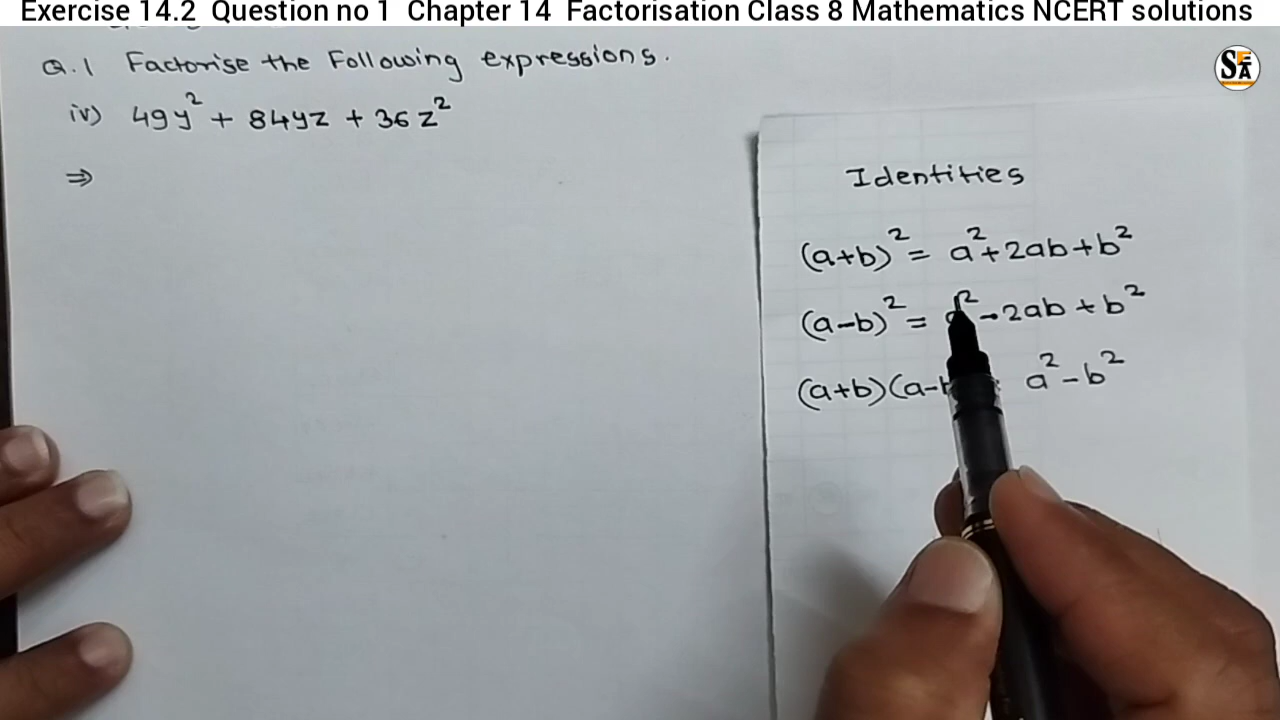 Exercise 14.2 Question no 1 Chapter 14 Factorisation Class 8 Mathematics NCERT solutions
Q.1 Factorise the Following expressions.
iv) 49y² + 84yz + 36z²
⇒
SEA
Identities
(a+b)² = a²+2ab+b²
(a-b)² = a²-2ab+b²
(a+b)(a- a²-b²